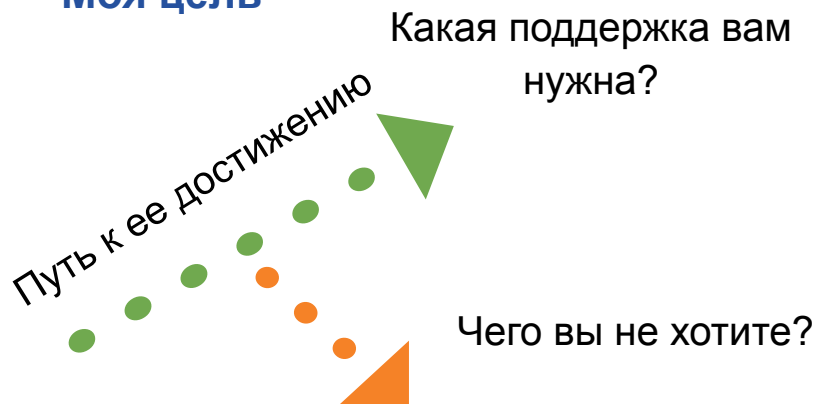 Моя цель
Какая поддержка вам
нужна?
Путь к ее достижению
Чего вы не хотите?